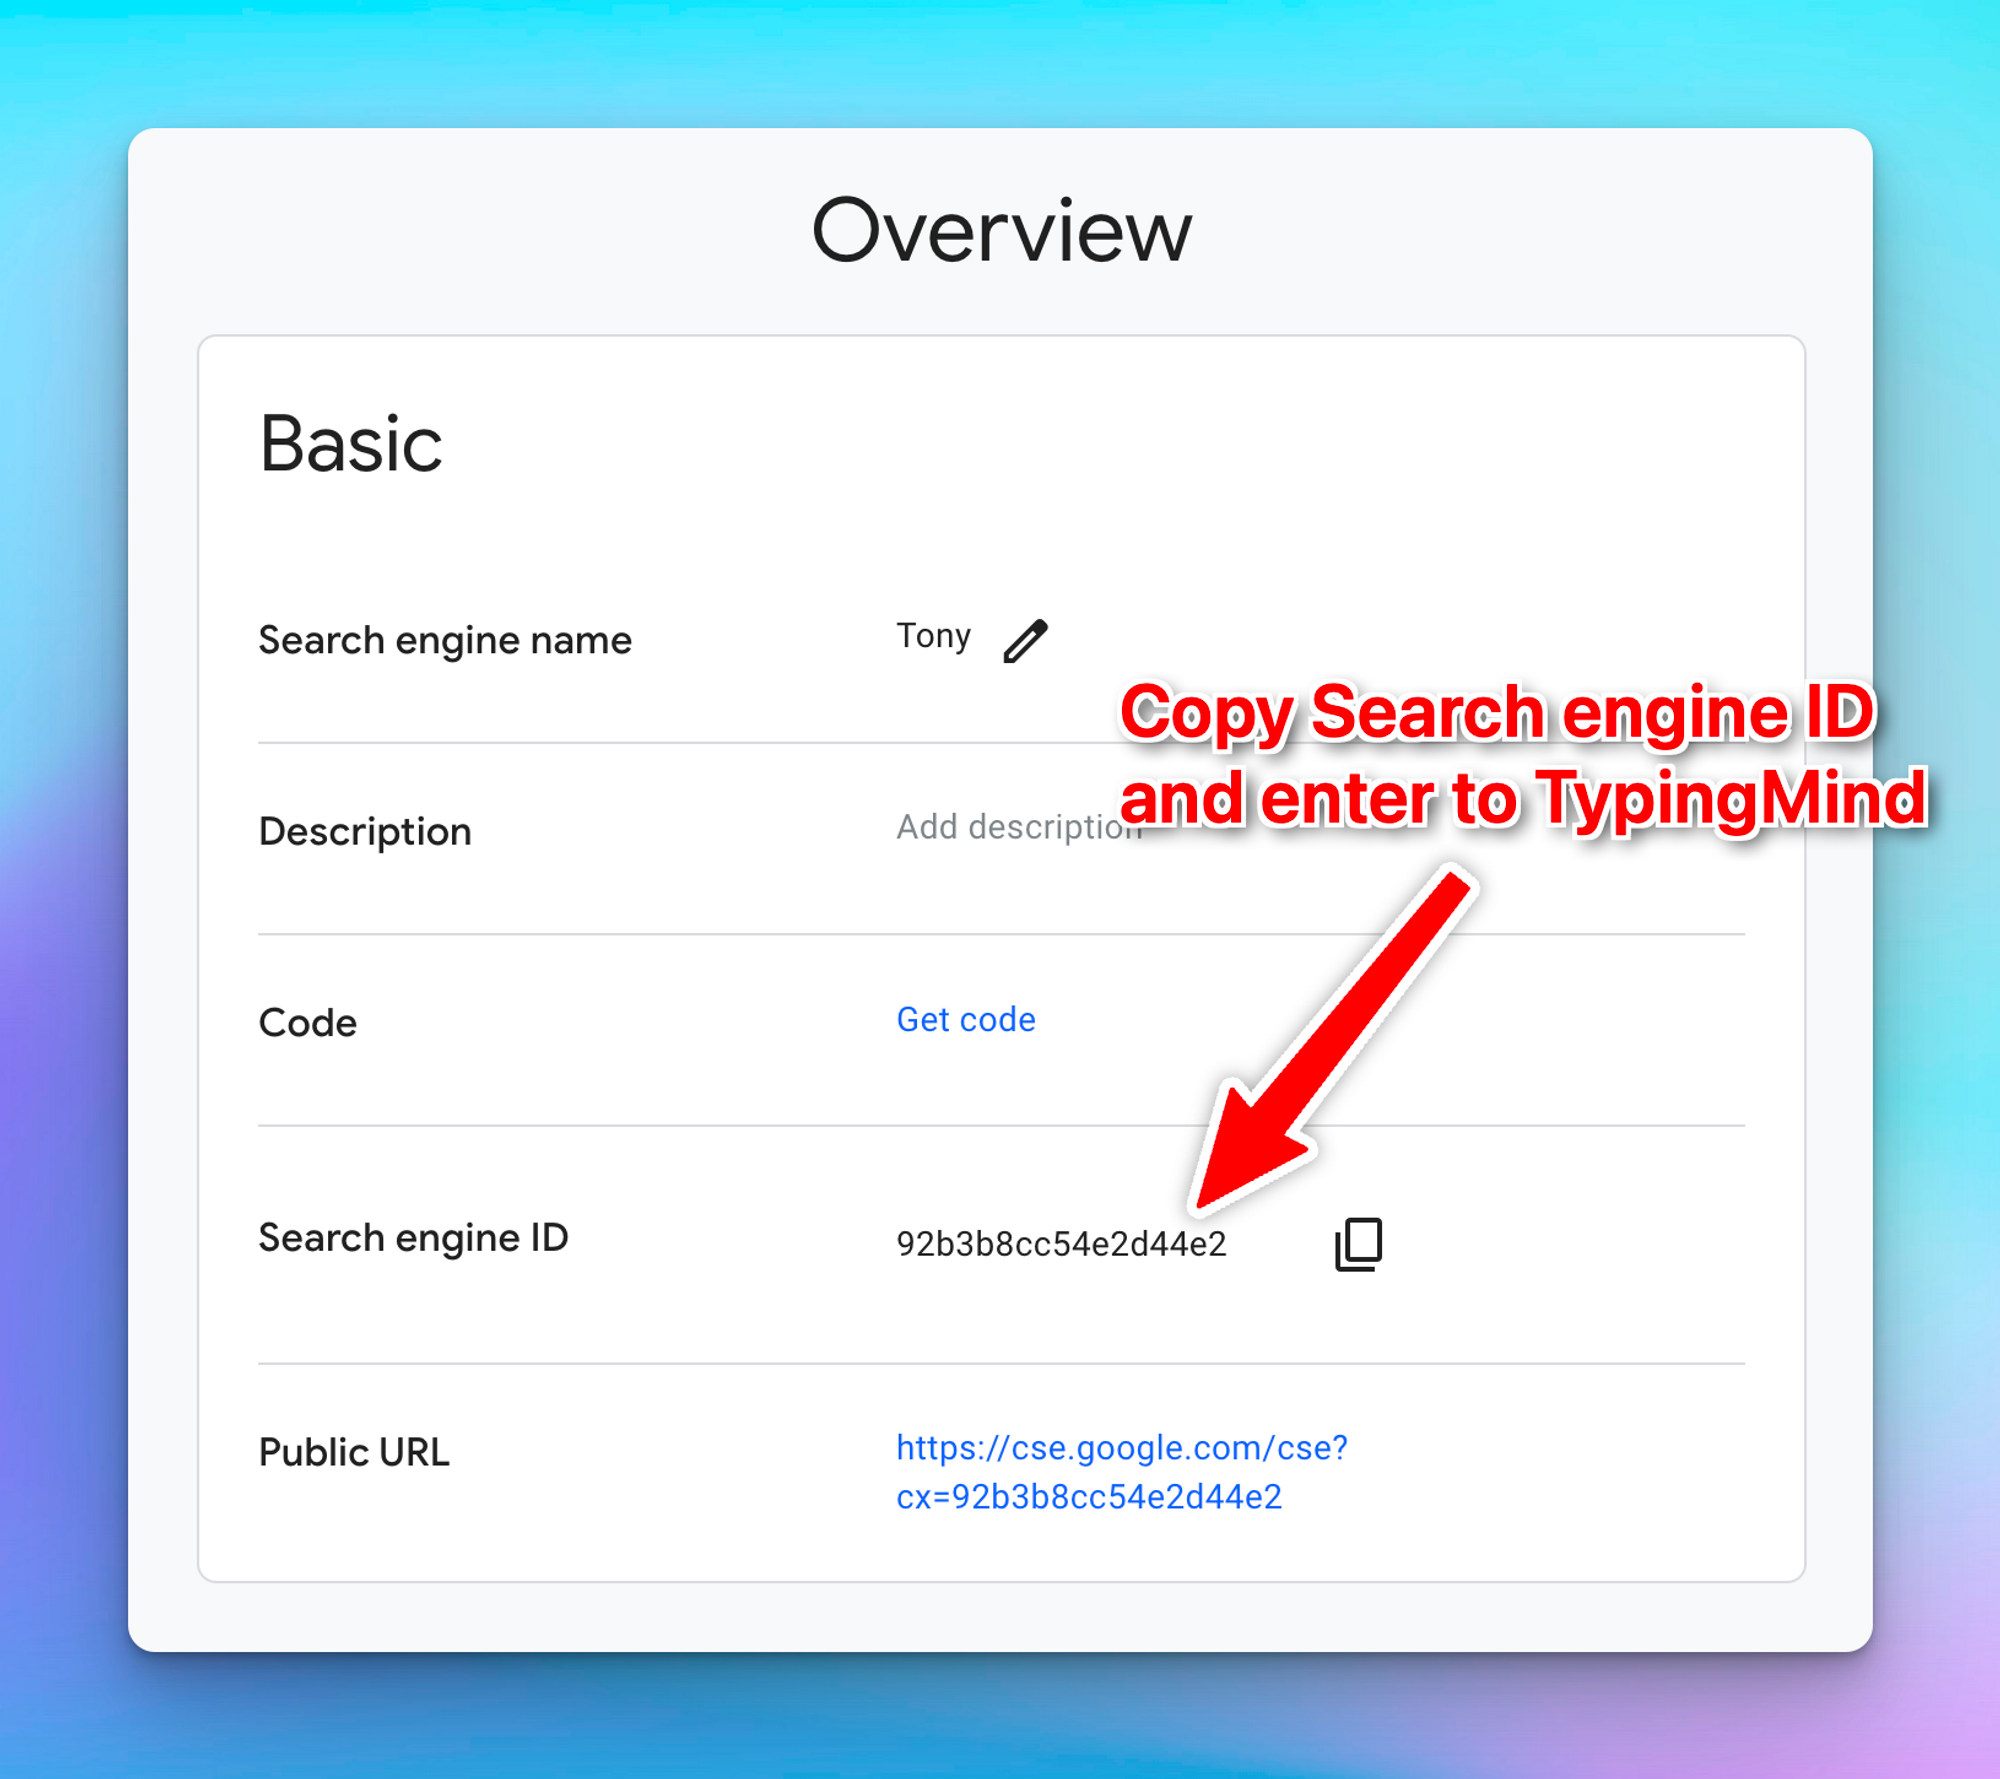 Overview
Basic
Search engine name
Tony
Copy Search engine ID
and enter to TypingMind
Description
Add description
Code
Get code
Search engine ID
92b3b8cc54e2d44e2
Public URL
https://cse.google.com/cse?
cx=92b3b8cc54e2d44e2